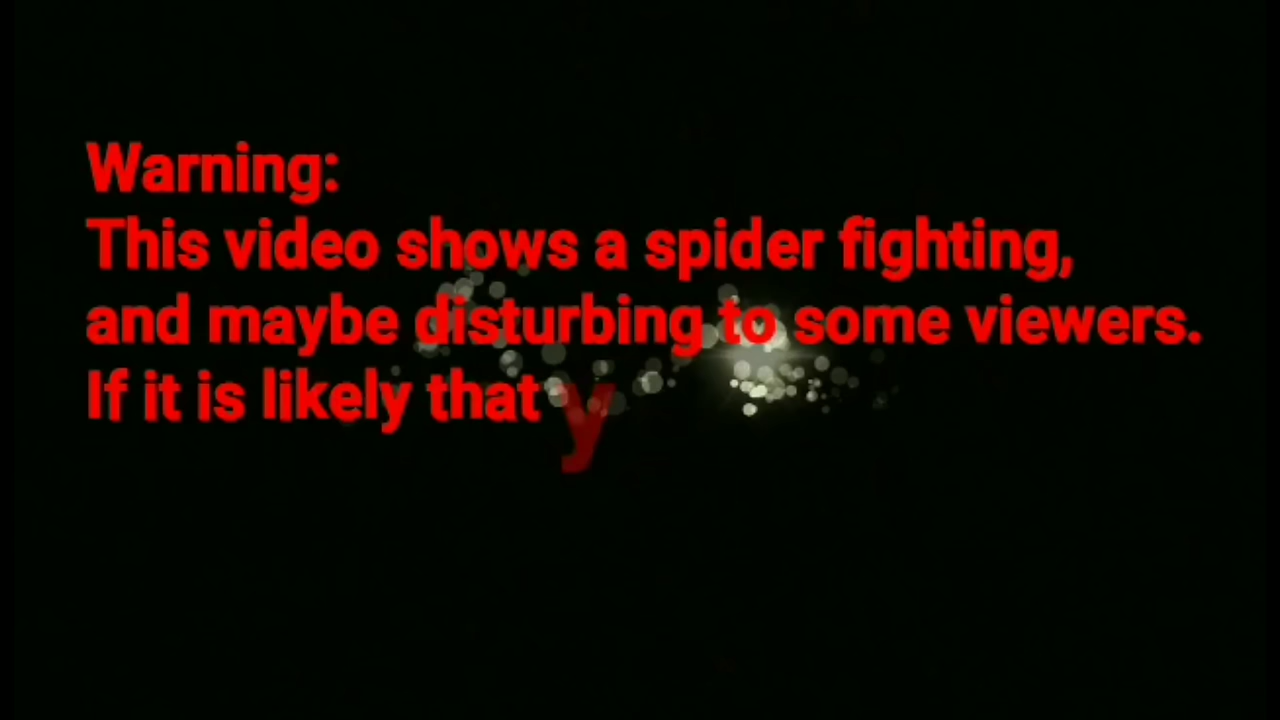 Warning:
This video shows a spider fighting,
and maybe disturbing to some viewers.
If it is likely that y